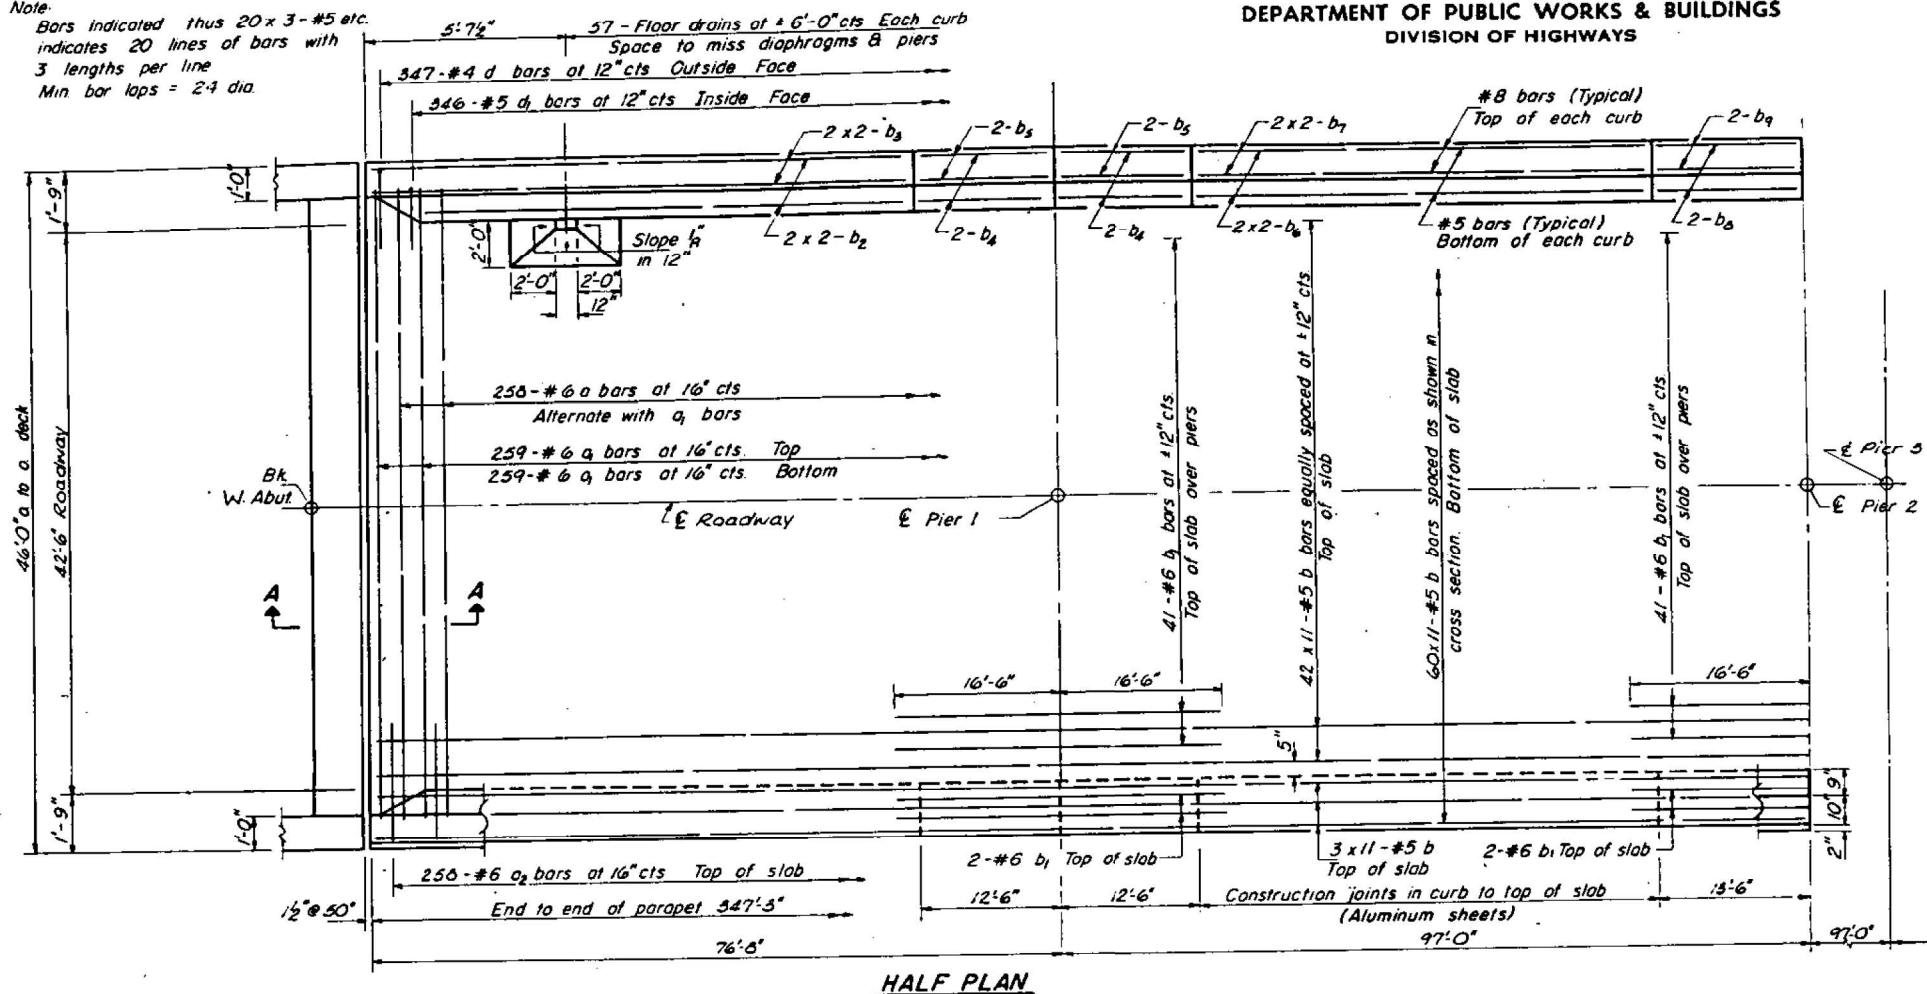 Note:
Bars indicated thus 20 x 3 - #5 etc.
indicates 20 lines of bars with
3 lengths per line
Min bar laps = 24 dia.
DEPARTMENT OF PUBLIC WORKS & BUILDINGS
DIVISION OF HIGHWAYS
5'-7½"
57 - Floor drains at ± 6'-0" cts Each curb
Space to miss diaphragms & piers
347-#4 d bars at 12" cts Outside Face
346-#5 d₁ bars at 12" cts Inside Face
2 x 2 - b₃
2 - b₅
2 - b₅
2 x 2 - b₇
#8 bars (Typical)
Top of each curb
2 - b₉
1'-0"
1'-9"
2 x 2 - b₂
2 - b₄
2 - b₄
2 x 2 - b₆
#5 bars (Typical)
Bottom of each curb
2 - b₈
2'-0"
Slope ⅛"
in 12"
2'-0"
2'-0"
12"
46'-0" o to o deck
42'-6" Roadway
258-#6 a bars at 16" cts
Alternate with a₁ bars
259-#6 a₁ bars at 16" cts. Top
259-#6 a₁ bars at 16" cts. Bottom
Bk.
W. Abut.
℄ Roadway
℄ Pier 1
41 - #6 b₁ bars at ±12" cts.
Top of slab over piers
42 x 11 - #5 b bars equally spaced at ±12" cts.
Top of slab
60 x 11 - #5 b bars spaced as shown in
cross section. Bottom of slab
41 - #6 b₁ bars at ±12" cts
Top of slab over piers
℄ Pier 3
℄ Pier 2
A
A
16'-6"
16'-6"
16'-6"
5"
1'-9"
1'-0"
9"
10"
2"
2-#6 b₁ Top of slab
3 x 11 - #5 b
Top of slab
2-#6 b₁ Top of slab
258-#6 a₂ bars at 16" cts Top of slab
1½" @ 50°
End to end of parapet 347'-3"
12'-6"
12'-6"
Construction joints in curb to top of slab
(Aluminum sheets)
13'-6"
76'-8"
97'-0"
97'-0"
HALF PLAN